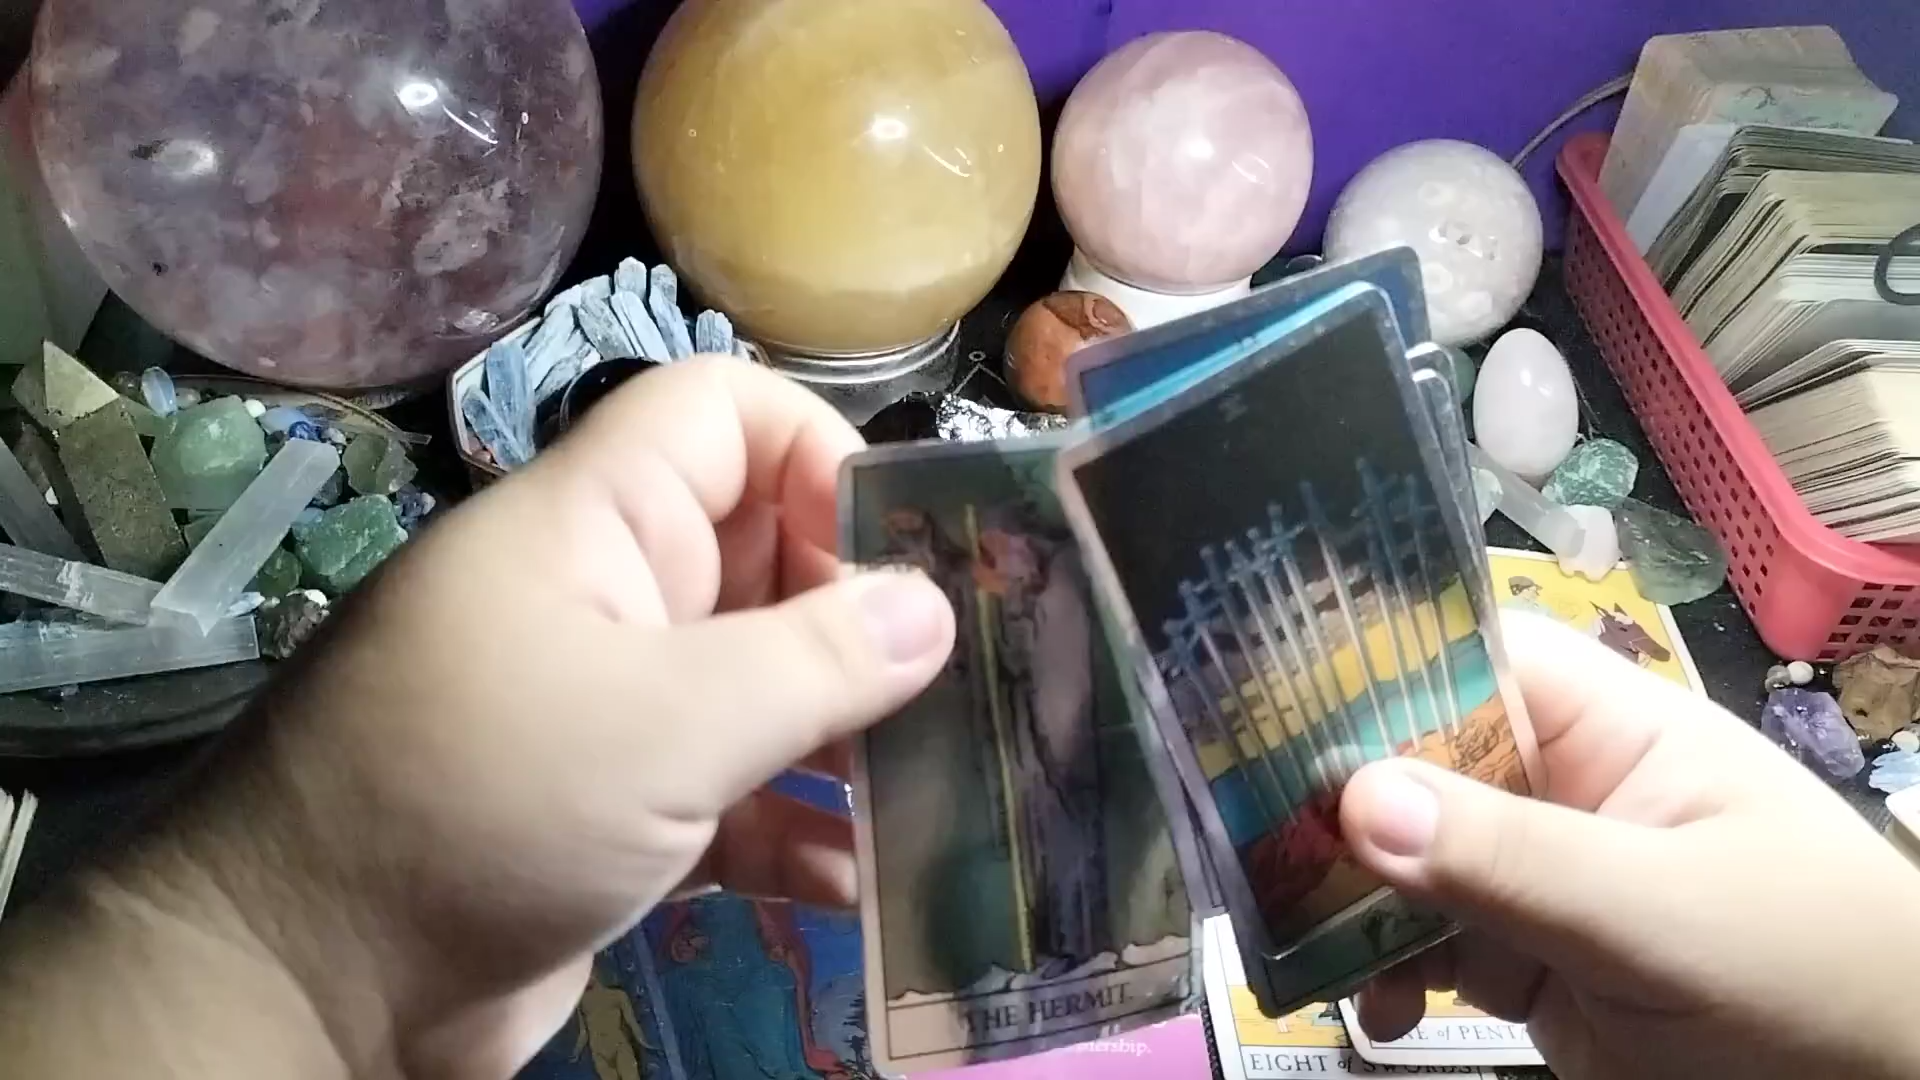 X
THE HERMIT.
EIGHT of SWORDS
of PENTA